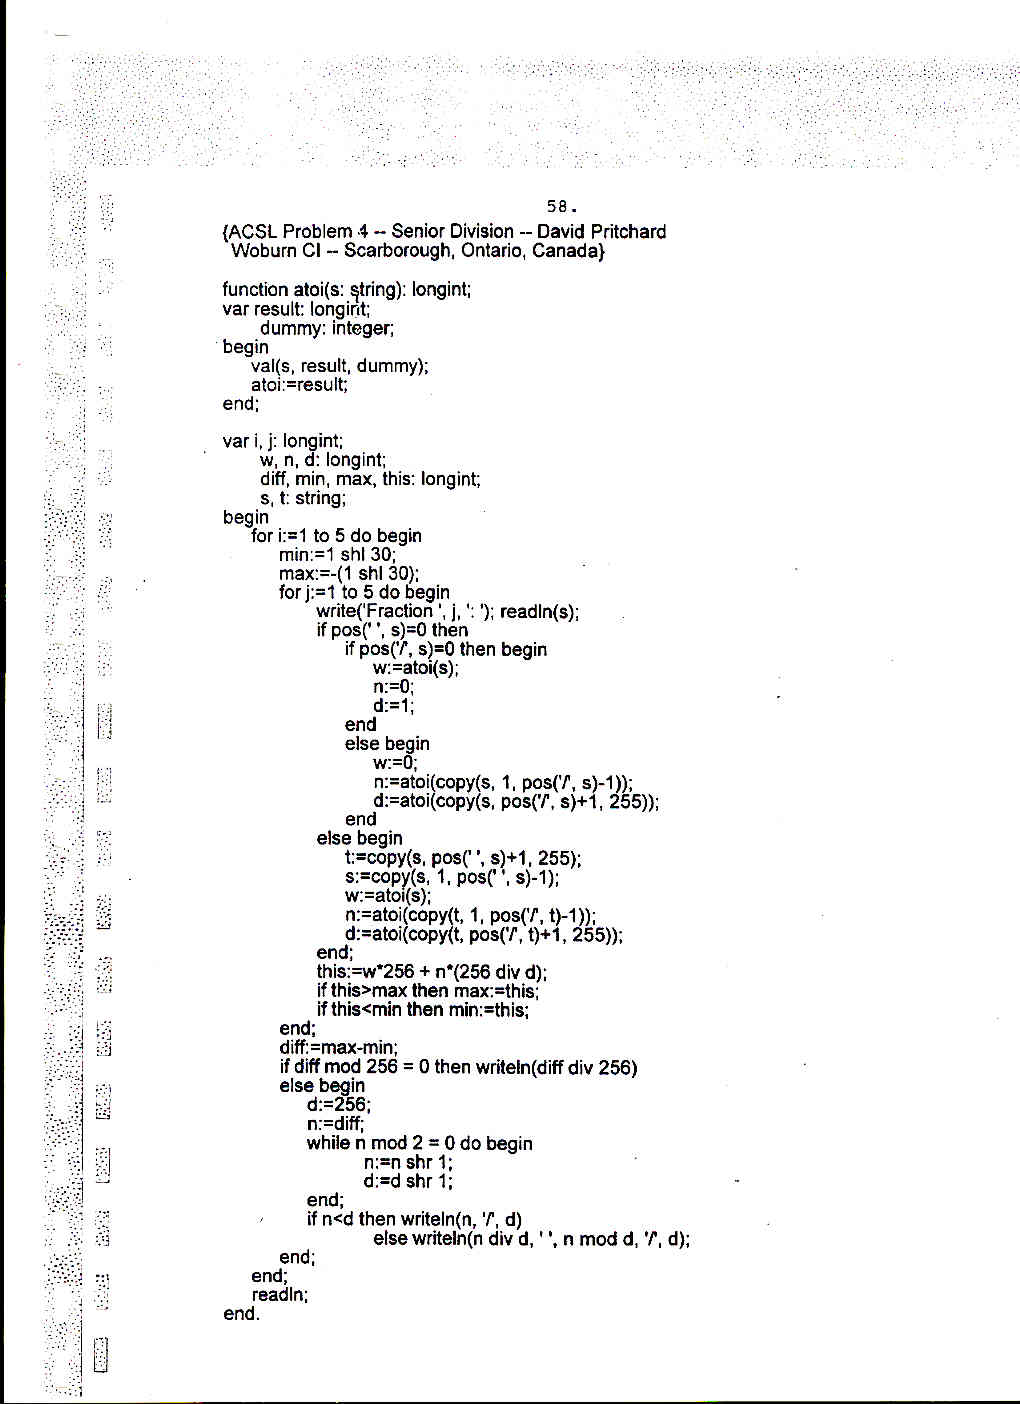 58.
{ACSL Problem 4 -- Senior Division -- David Pritchard
Woburn CI -- Scarborough, Ontario, Canada}
function atoi(s: string): longint;
var result: longint;
dummy: integer;
begin
val(s, result, dummy);
atoi:=result;
end;
var i, j: longint;
w, n, d: longint;
diff, min, max, this: longint;
s, t: string;
begin
for i:=1 to 5 do begin
min:=1 shl 30;
max:=-(1 shl 30);
for j:=1 to 5 do begin
write('Fraction ', j, ': '); readln(s);
if pos(' ', s)=0 then
if pos('/', s)=0 then begin
w:=atoi(s);
n:=0;
d:=1;
end
else begin
w:=0;
n:=atoi(copy(s, 1, pos('/', s)-1));
d:=atoi(copy(s, pos('/', s)+1, 255));
end
else begin
t:=copy(s, pos(' ', s)+1, 255);
s:=copy(s, 1, pos(' ', s)-1);
w:=atoi(s);
n:=atoi(copy(t, 1, pos('/', t)-1));
d:=atoi(copy(t, pos('/', t)+1, 255));
end;
this:=w*256 + n*(256 div d);
if this>max then max:=this;
if this<min then min:=this;
end;
diff:=max-min;
if diff mod 256 = 0 then writeln(diff div 256)
else begin
d:=256;
n:=diff;
while n mod 2 = 0 do begin
n:=n shr 1;
d:=d shr 1;
end;
if n<d then writeln(n, '/', d)
else writeln(n div d, ' ', n mod d, '/', d);
end;
end;
readln;
end.